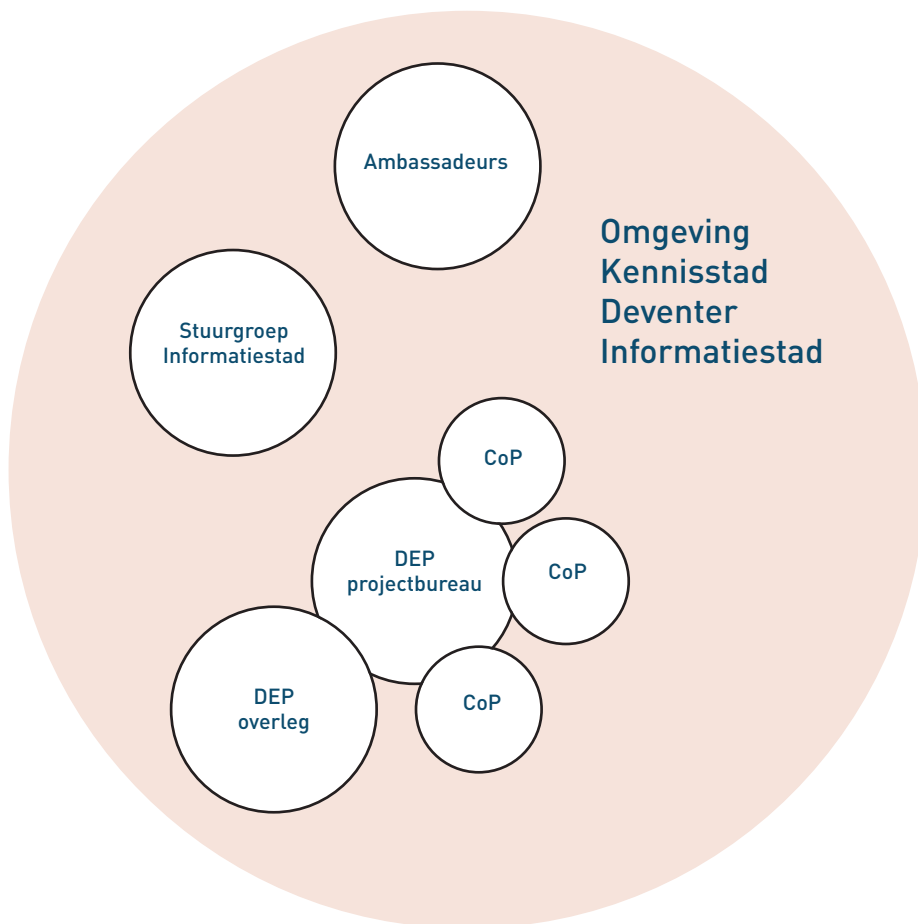 Ambassadeurs
Omgeving
Kennisstad
Deventer
Informatiestad
Stuurgroep
Informatiestad
CoP
DEP
projectbureau
CoP
DEP
overleg
CoP